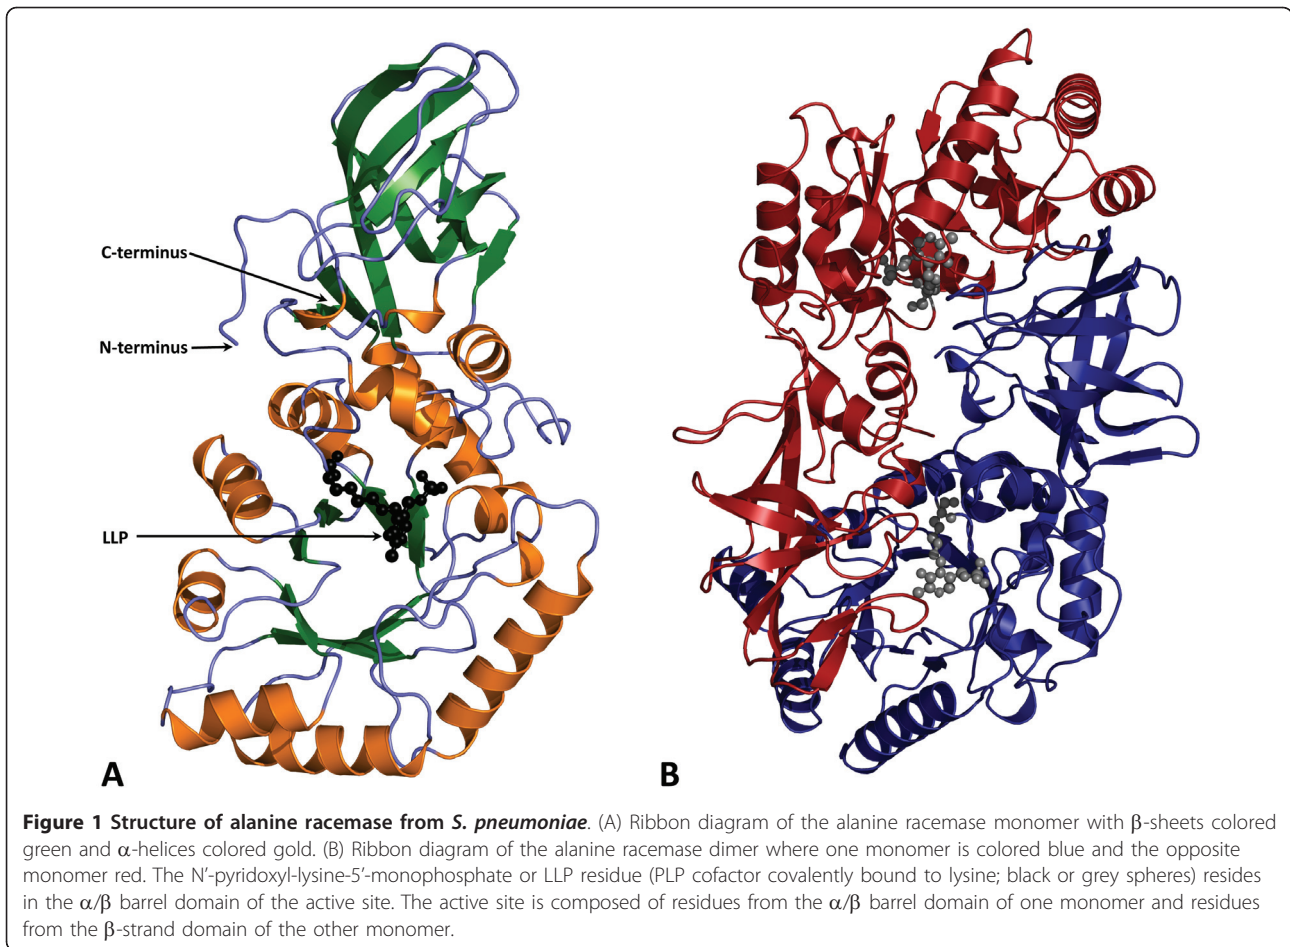 C-terminus
N-terminus
LLP
A
B
Figure 1 Structure of alanine racemase from S. pneumoniae. (A) Ribbon diagram of the alanine racemase monomer with β-sheets colored
green and α-helices colored gold. (B) Ribbon diagram of the alanine racemase dimer where one monomer is colored blue and the opposite
monomer red. The N’-pyridoxyl-lysine-5’-monophosphate or LLP residue (PLP cofactor covalently bound to lysine; black or grey spheres) resides
in the α/β barrel domain of the active site. The active site is composed of residues from the α/β barrel domain of one monomer and residues
from the β-strand domain of the other monomer.